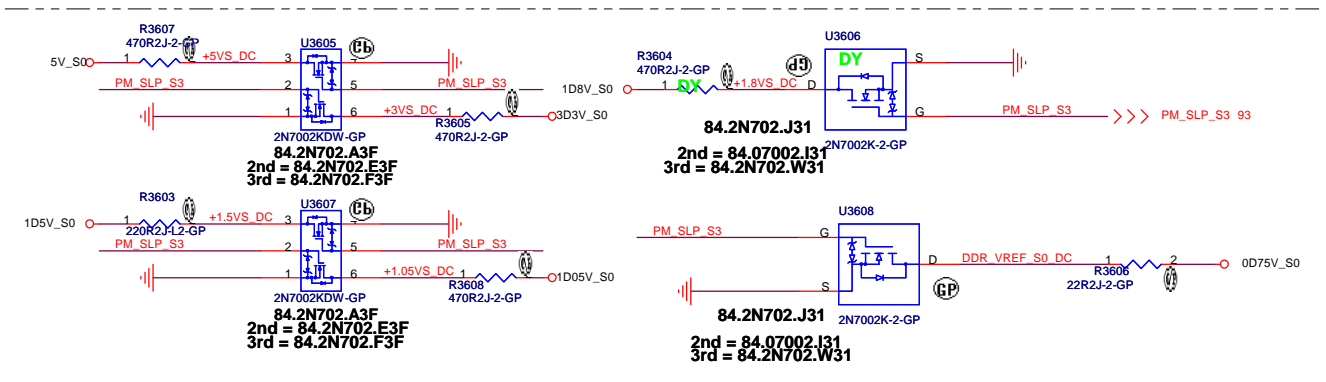 R3607
470R2J-2-GP
5V_S0
1
+5VS_DC
3
U3605
PM_SLP_S3
2
5
PM_SLP_S3
1
6
+3VS_DC
1
3D3V_S0
R3605
470R2J-2-GP
2N7002KDW-GP
84.2N702.A3F
2nd = 84.2N702.E3F
3rd = 84.2N702.F3F
R3604
470R2J-2-GP
1D8V_S0
1
DY
+1.8VS_DC
D
U3606
DY
S
G
PM_SLP_S3
PM_SLP_S3 93
84.2N702.J31
2N7002K-2-GP
2nd = 84.07002.I31
3rd = 84.2N702.W31
R3603
1D5V_S0
1
+1.5VS_DC
3
220R2J-L2-GP
U3607
PM_SLP_S3
2
5
PM_SLP_S3
1
6
+1.05VS_DC
1
1D05V_S0
R3608
470R2J-2-GP
2N7002KDW-GP
84.2N702.A3F
2nd = 84.2N702.E3F
3rd = 84.2N702.F3F
U3608
PM_SLP_S3
G
D
DDR_VREF_S0_DC
1
2
0D75V_S0
R3606
22R2J-2-GP
S
GP
84.2N702.J31
2N7002K-2-GP
2nd = 84.07002.I31
3rd = 84.2N702.W31